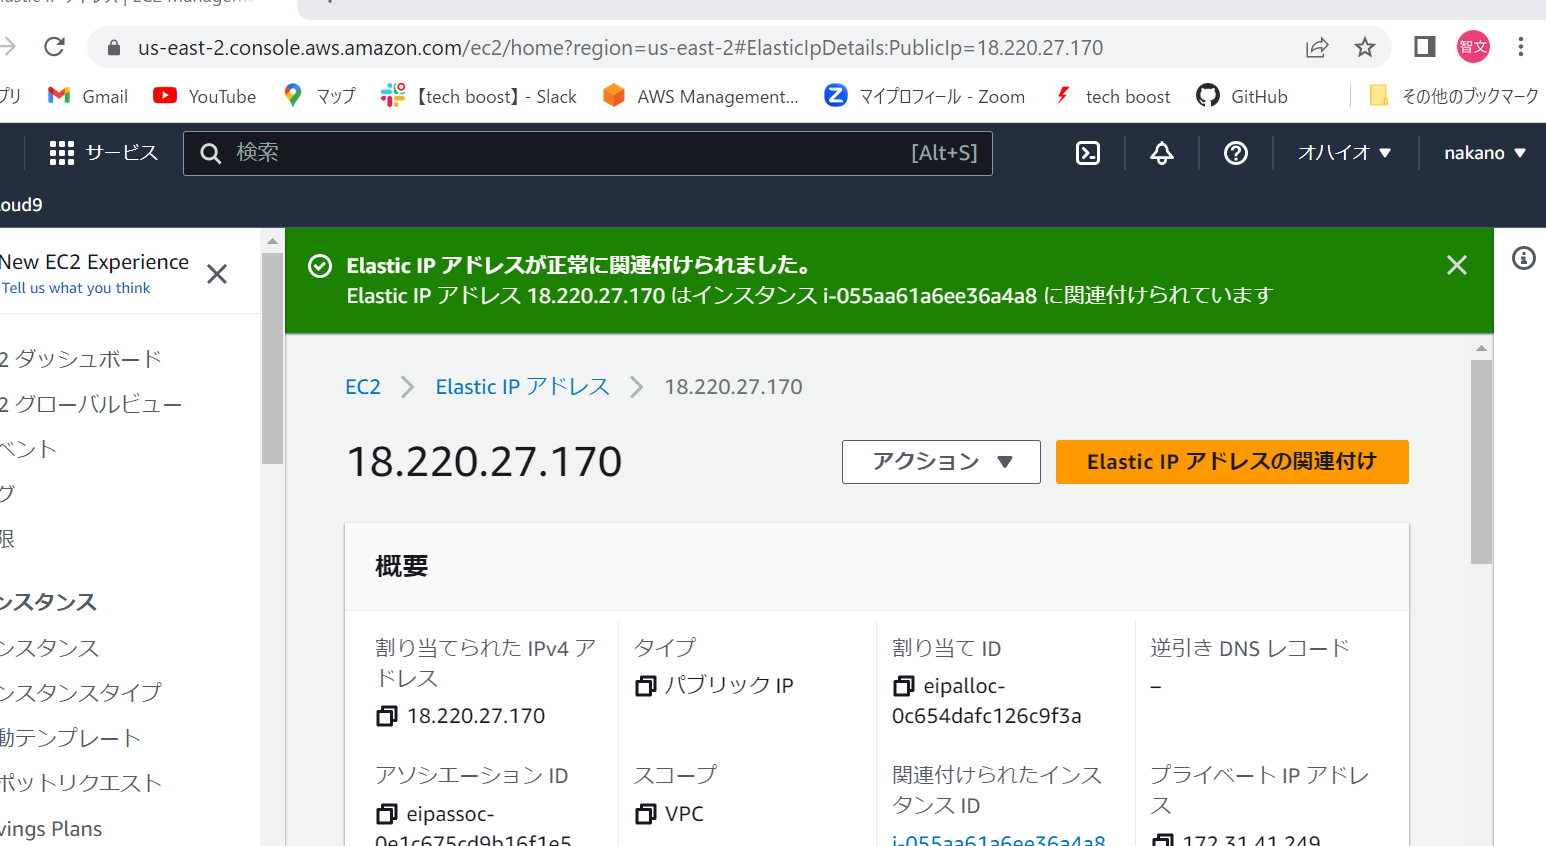 us-east-2.console.aws.amazon.com/ec2/home?region=us-east-2#ElasticIpDetails:PublicIp=18.220.27.170
智文
プリ Gmail YouTube マップ 【tech boost】- Slack AWS Management... マイプロフィール - Zoom tech boost GitHub その他のブックマーク
サービス 検索 [Alt+S] オハイオ nakano
oud9
New EC2 Experience
Tell us what you think
2 ダッシュボード
2 グローバルビュー
ベント
グ
限
ンスタンス
ンスタンス
ンスタンスタイプ
動テンプレート
ポットリクエスト
vings Plans
Elastic IP アドレスが正常に関連付けられました。
Elastic IP アドレス 18.220.27.170 はインスタンス i-055aa61a6ee36a4a8 に関連付けられています
EC2 Elastic IP アドレス 18.220.27.170
18.220.27.170
アクション Elastic IP アドレスの関連付け
概要
割り当てられた IPv4 ア
ドレス
18.220.27.170
タイプ
パブリック IP
割り当て ID
eipalloc-
0c654dafc126c9f3a
逆引き DNS レコード
–
アソシエーション ID
eipassoc-
0e1c675cd9b16f1e5
スコープ
VPC
関連付けられたインス
タンス ID
i-055aa61a6ee36a4a8
プライベート IP アドレ
ス
172.31.41.249